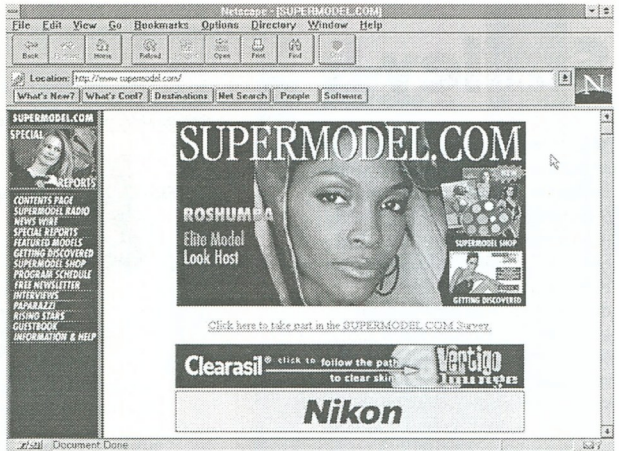 Netscape - [SUPERMODEL.COM]
File Edit View Go Bookmarks Options Directory Window Help
Back Home Reload Open Print Find
Location: http://www.supermodel.com/
N
What's New? What's Cool? Destinations Net Search People Software
SUPERMODEL.COM
SPECIAL
REPORTS
CONTENTS PAGE
SUPERMODEL RADIO
NEWS WIRE
SPECIAL REPORTS
FEATURED MODELS
GETTING DISCOVERED
SUPERMODEL SHOP
PROGRAM SCHEDULE
FREE NEWSLETTER
INTERVIEWS
PAPARAZZI
RISING STARS
GUESTBOOK
INFORMATION & HELP
SUPERMODEL.COM
ROSHUMBA
Elite Model
Look Host
NEW
SUPERMODEL SHOP
GETTING DISCOVERED
Click here to take part in the SUPERMODEL.COM Survey.
Clearasil® click to follow the path
to clear skin
Vertigo
lounge
Nikon
Document: Done